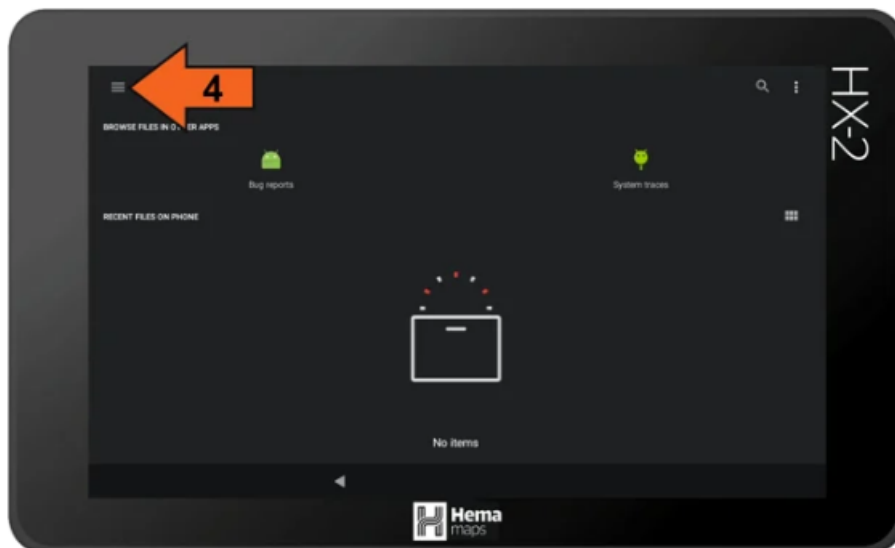 4
BROWSE FILES IN OTHER APPS
Bug reports
System traces
RECENT FILES ON PHONE
No items
HX-2
Hema
maps